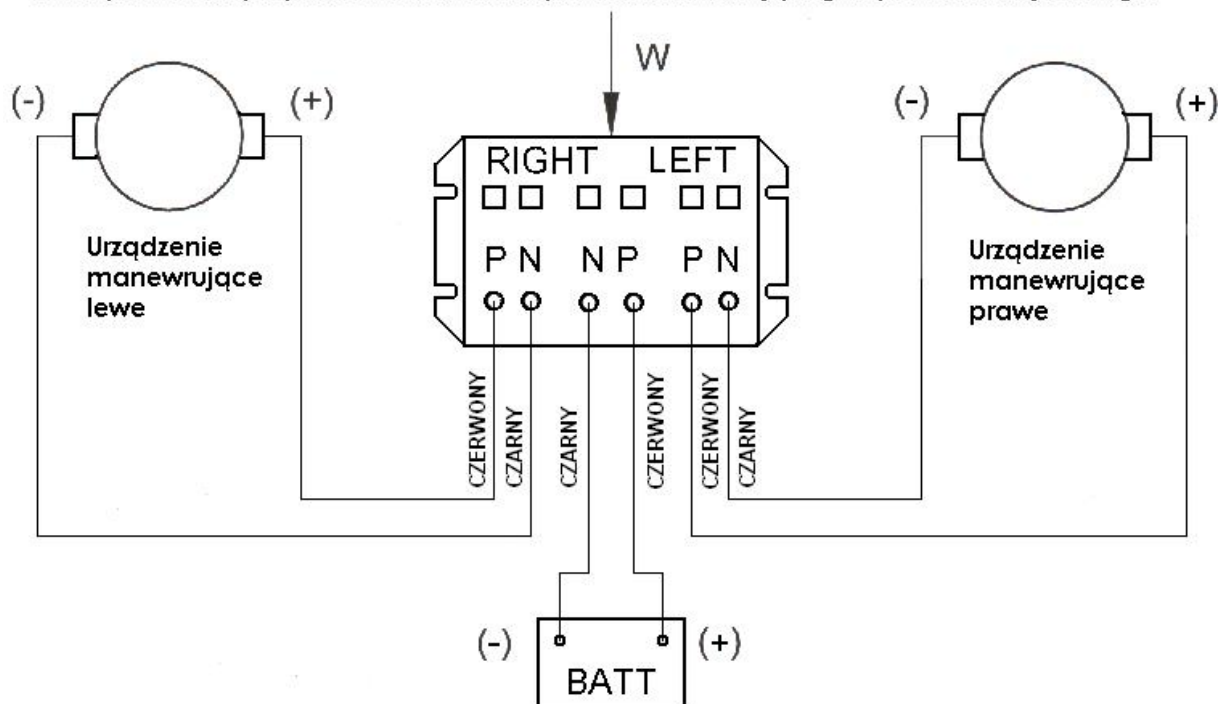 W
(-)
(+)
(-)
(+)
RIGHT LEFT
P N N P P N
Urządzenie
manewrujące
lewe
Urządzenie
manewrujące
prawe
CZERWONY
CZARNY
CZARNY
CZERWONY
CZERWONY
CZARNY
(-)
(+)
BATT